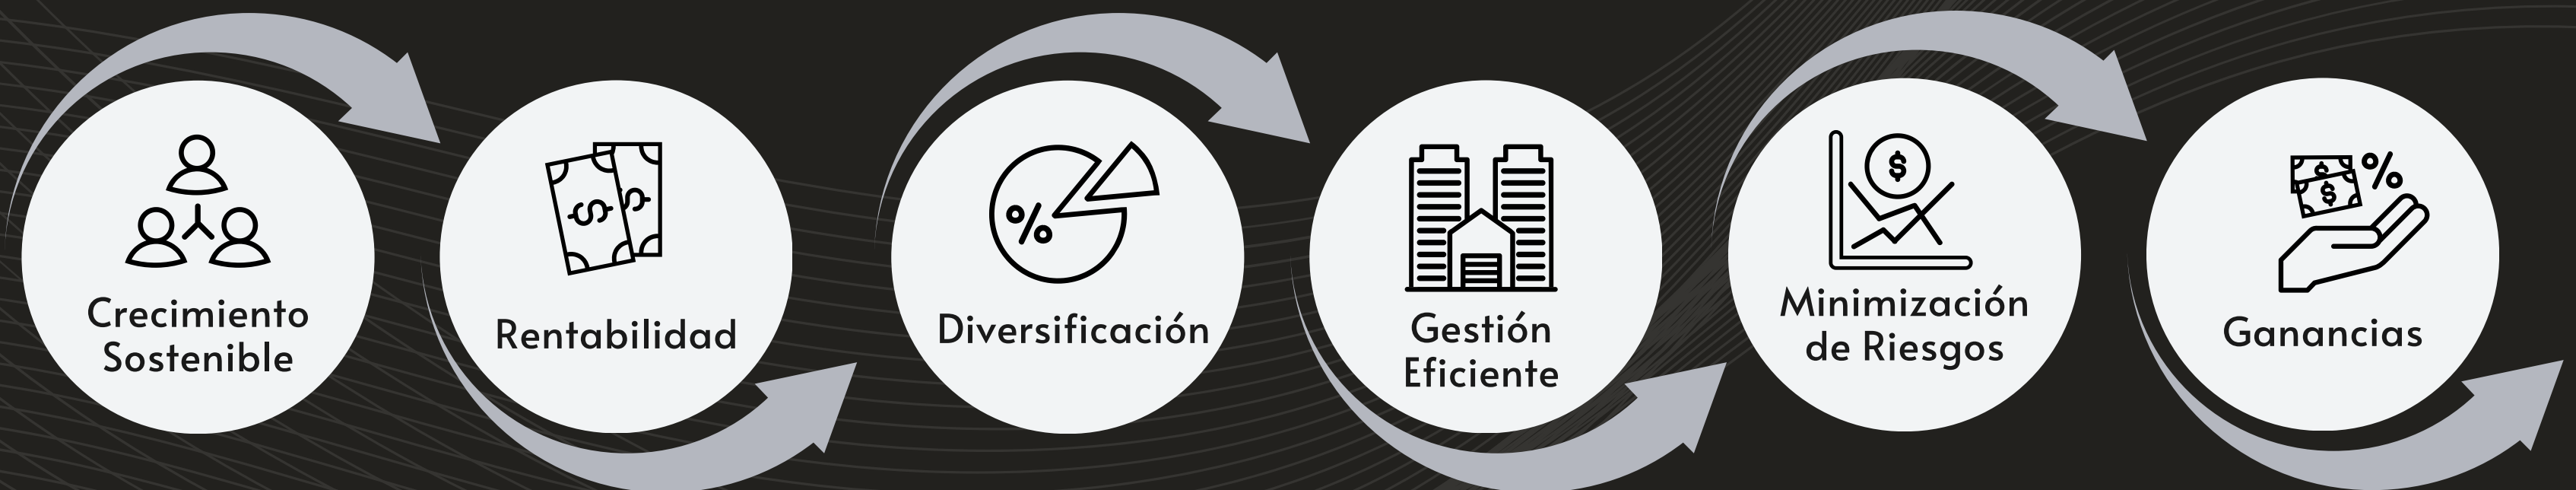 Crecimiento
Sostenible
$
$
Rentabilidad
%
Diversificación
Gestión
Eficiente
$
Minimización
de Riesgos
$
$
%
Ganancias